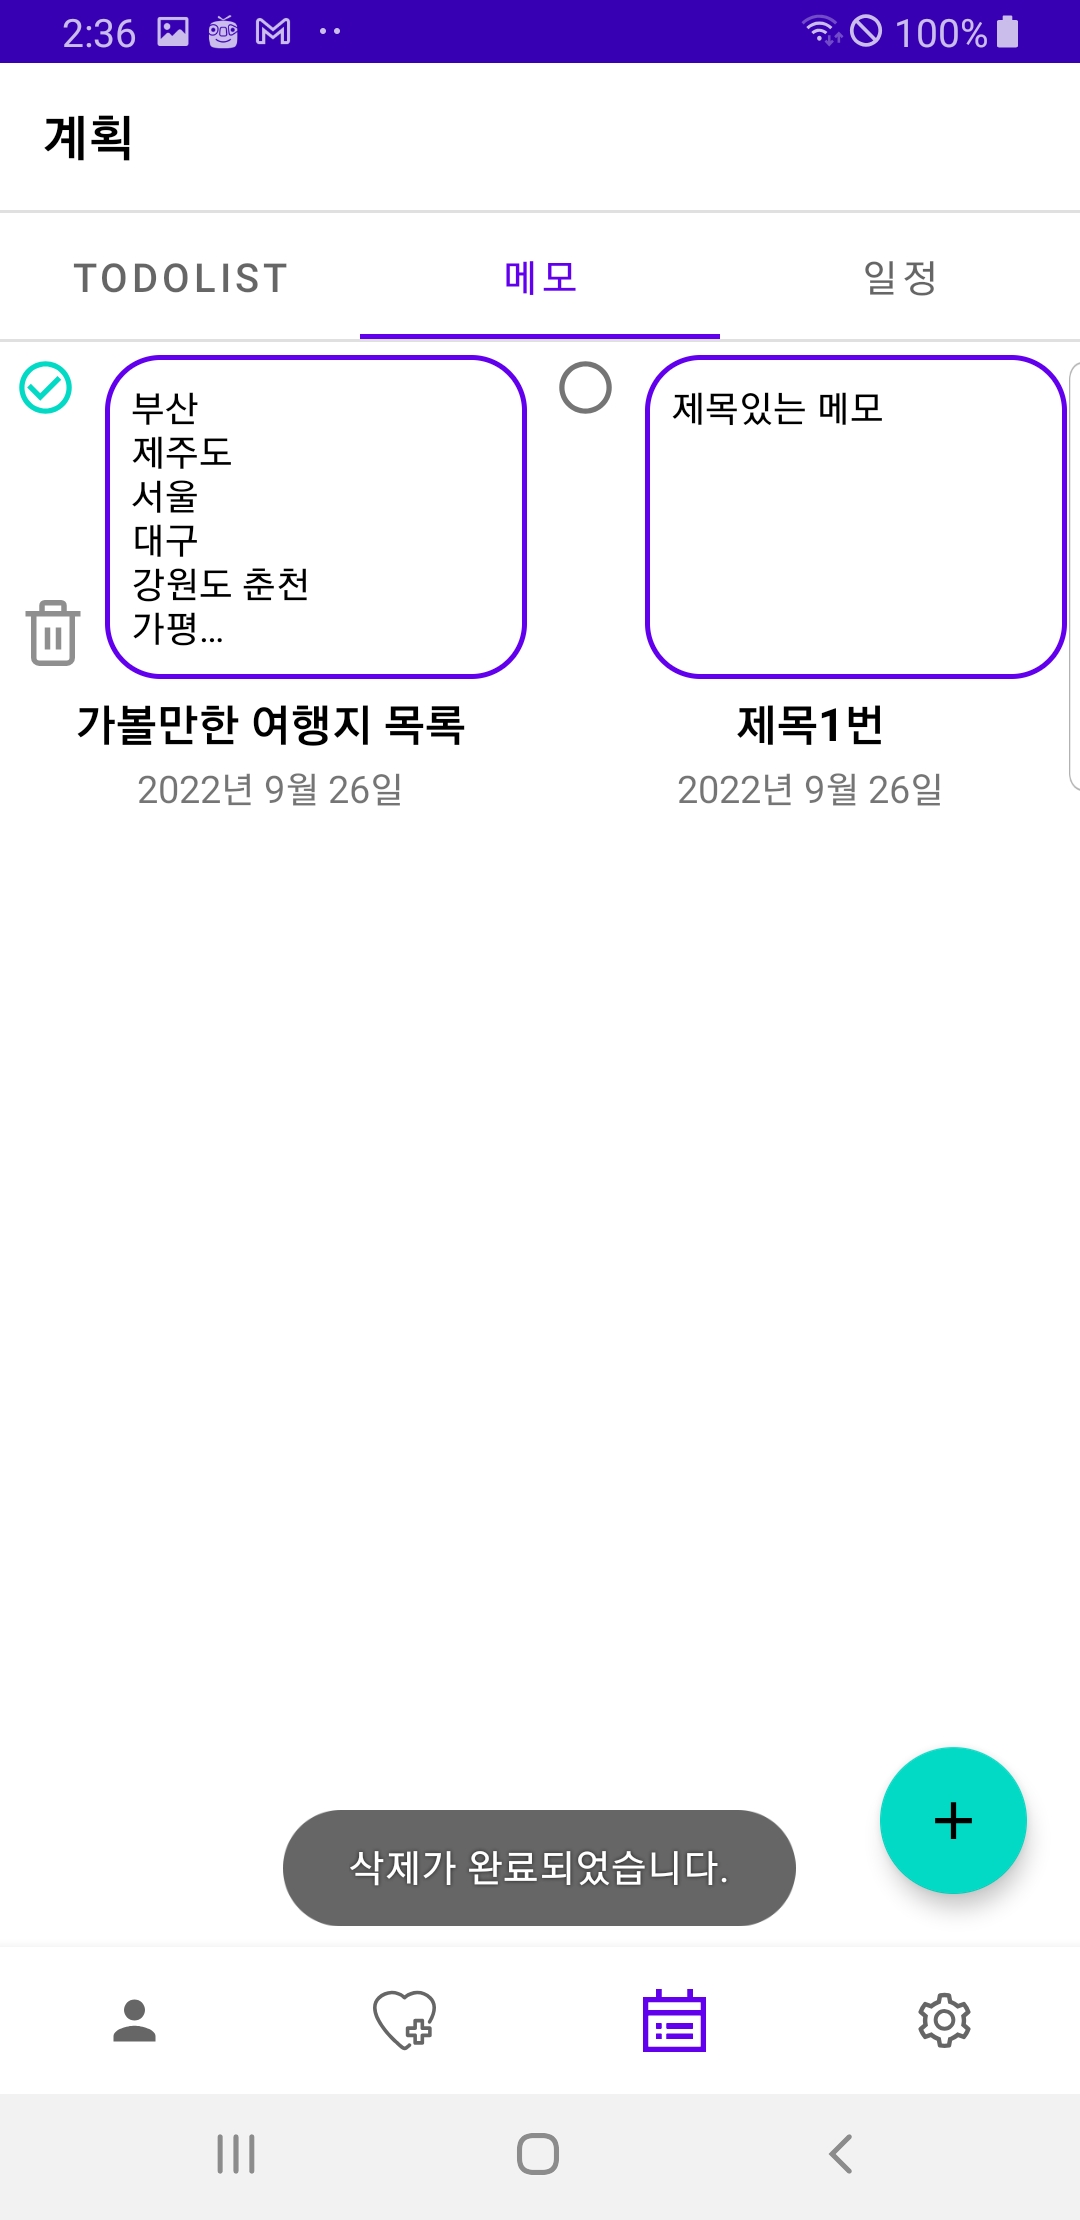 2:36
100%
계획
TODOLIST
메모
일정
부산
제주도
서울
대구
강원도 춘천
가평...
가볼만한 여행지 목록
2022년 9월 26일
제목있는 메모
제목1번
2022년 9월 26일
삭제가 완료되었습니다.